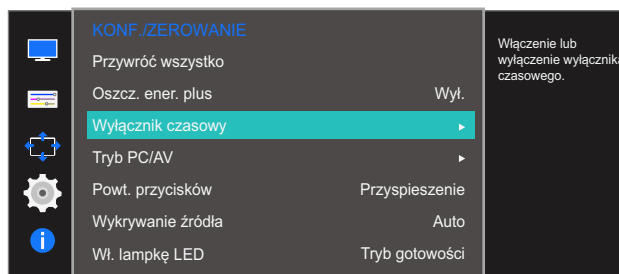 KONF./ZEROWANIE
Przywróć wszystko
Oszcz. ener. plus Wył.
Wyłącznik czasowy
Tryb PC/AV
Powt. przycisków Przyspieszenie
Wykrywanie źródła Auto
Wł. lampkę LED Tryb gotowości
Włączenie lub
wyłączenie wyłącznika
czasowego.